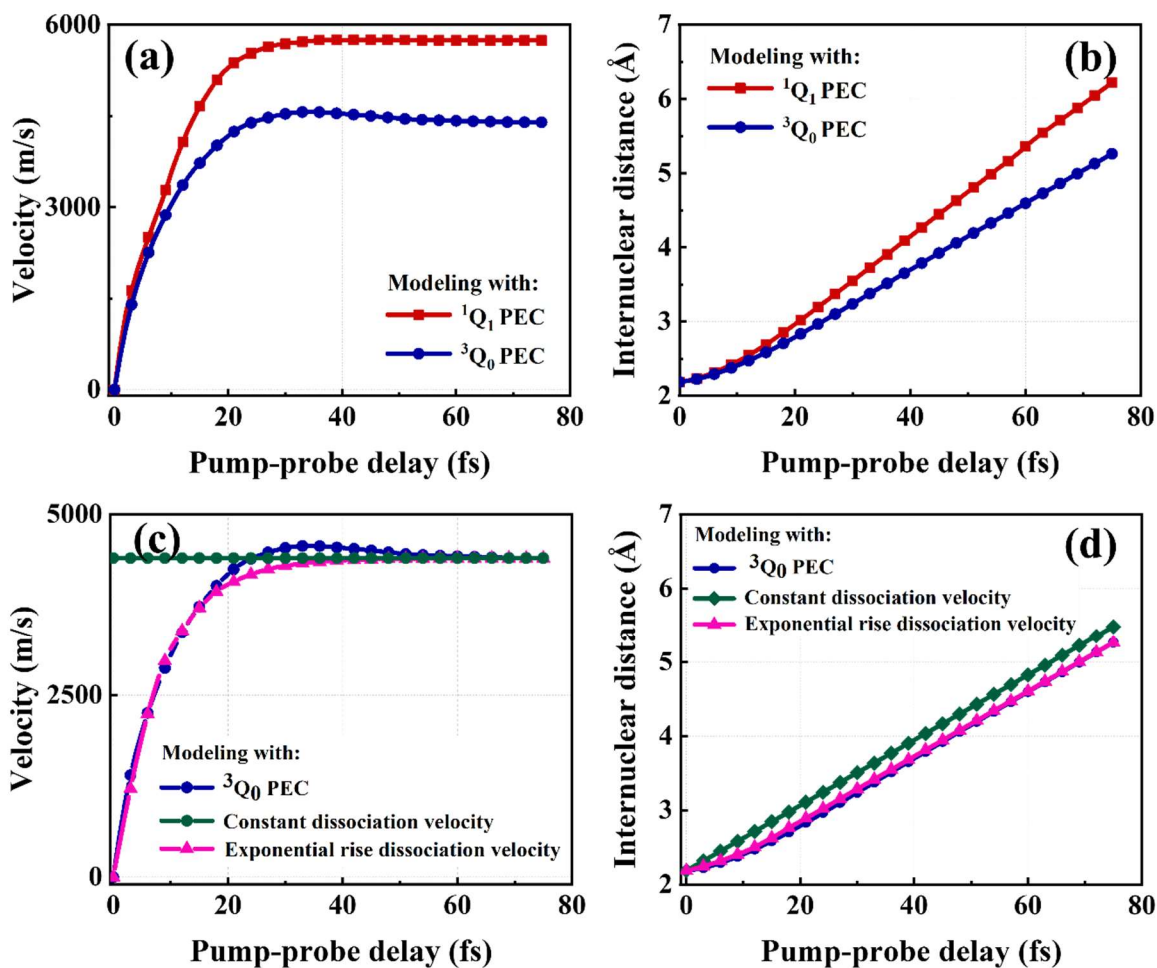 (a)
Velocity (m/s)
6000
3000
0
Modeling with:
¹Q₁ PEC
³Q₀ PEC
0 20 40 60 80
Pump-probe delay (fs)
(b)
Internuclear distance (Å)
7
6
5
4
3
2
Modeling with:
¹Q₁ PEC
³Q₀ PEC
0 20 40 60 80
Pump-probe delay (fs)
(c)
Velocity (m/s)
5000
2500
0
Modeling with:
³Q₀ PEC
Constant dissociation velocity
Exponential rise dissociation velocity
0 20 40 60 80
Pump-probe delay (fs)
(d)
Internuclear distance (Å)
7
6
5
4
3
2
Modeling with:
³Q₀ PEC
Constant dissociation velocity
Exponential rise dissociation velocity
0 20 40 60 80
Pump-probe delay (fs)